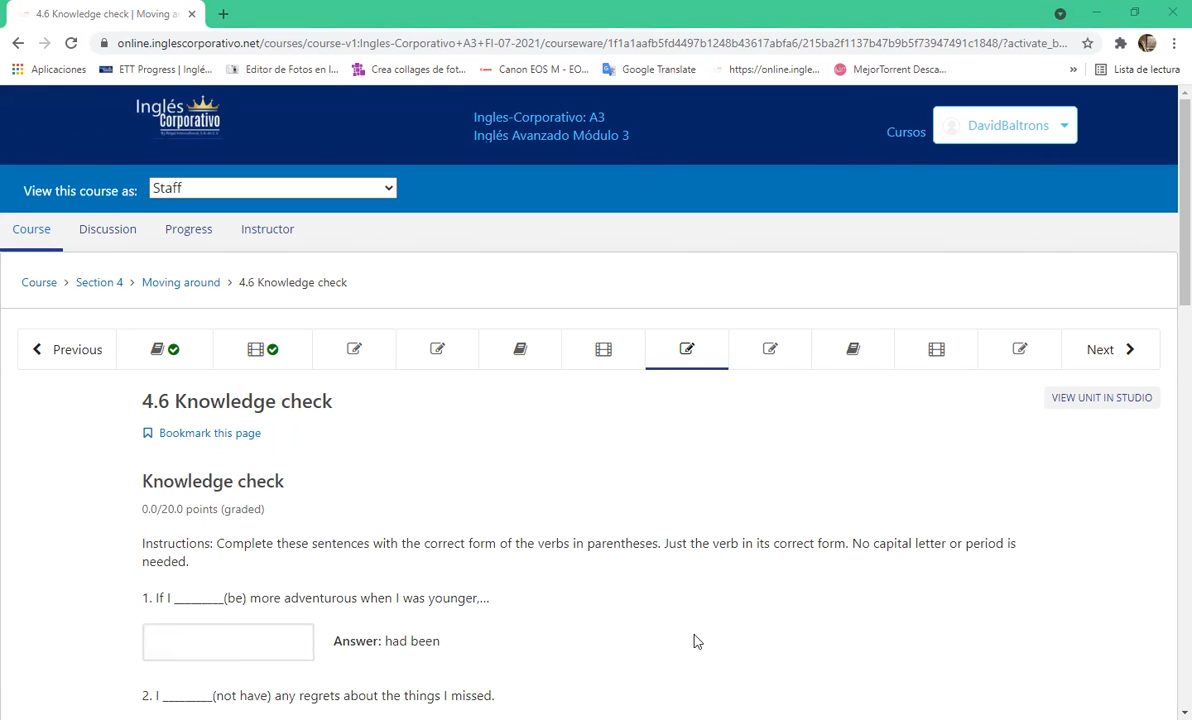 4.6 Knowledge check | Moving a
online.inglescorporativo.net/courses/course-v1:Ingles-Corporativo+A3+FI-07-2021/courseware/1f1a1aafb5fd4497b1248b43617abfa6/215ba2f1137b47b9b5f73947491c1848/?activate_b...
Aplicaciones ETT Progress | Inglé... Editor de Fotos en l... Crea collages de fot... Canon EOS M - EO... Google Translate https://online.ingle... MejorTorrent Desca... » Lista de lectura
Inglés
Corporativo
Ingles-Corporativo: A3
Inglés Avanzado Módulo 3
Cursos DavidBaltrons
View this course as: Staff
Course Discussion Progress Instructor
Course > Section 4 > Moving around > 4.6 Knowledge check
Previous Next
4.6 Knowledge check
VIEW UNIT IN STUDIO
Bookmark this page
Knowledge check
0.0/20.0 points (graded)
Instructions: Complete these sentences with the correct form of the verbs in parentheses. Just the verb in its correct form. No capital letter or period is
needed.
1. If I ________(be) more adventurous when I was younger,...
Answer: had been
2. I ________(not have) any regrets about the things I missed.